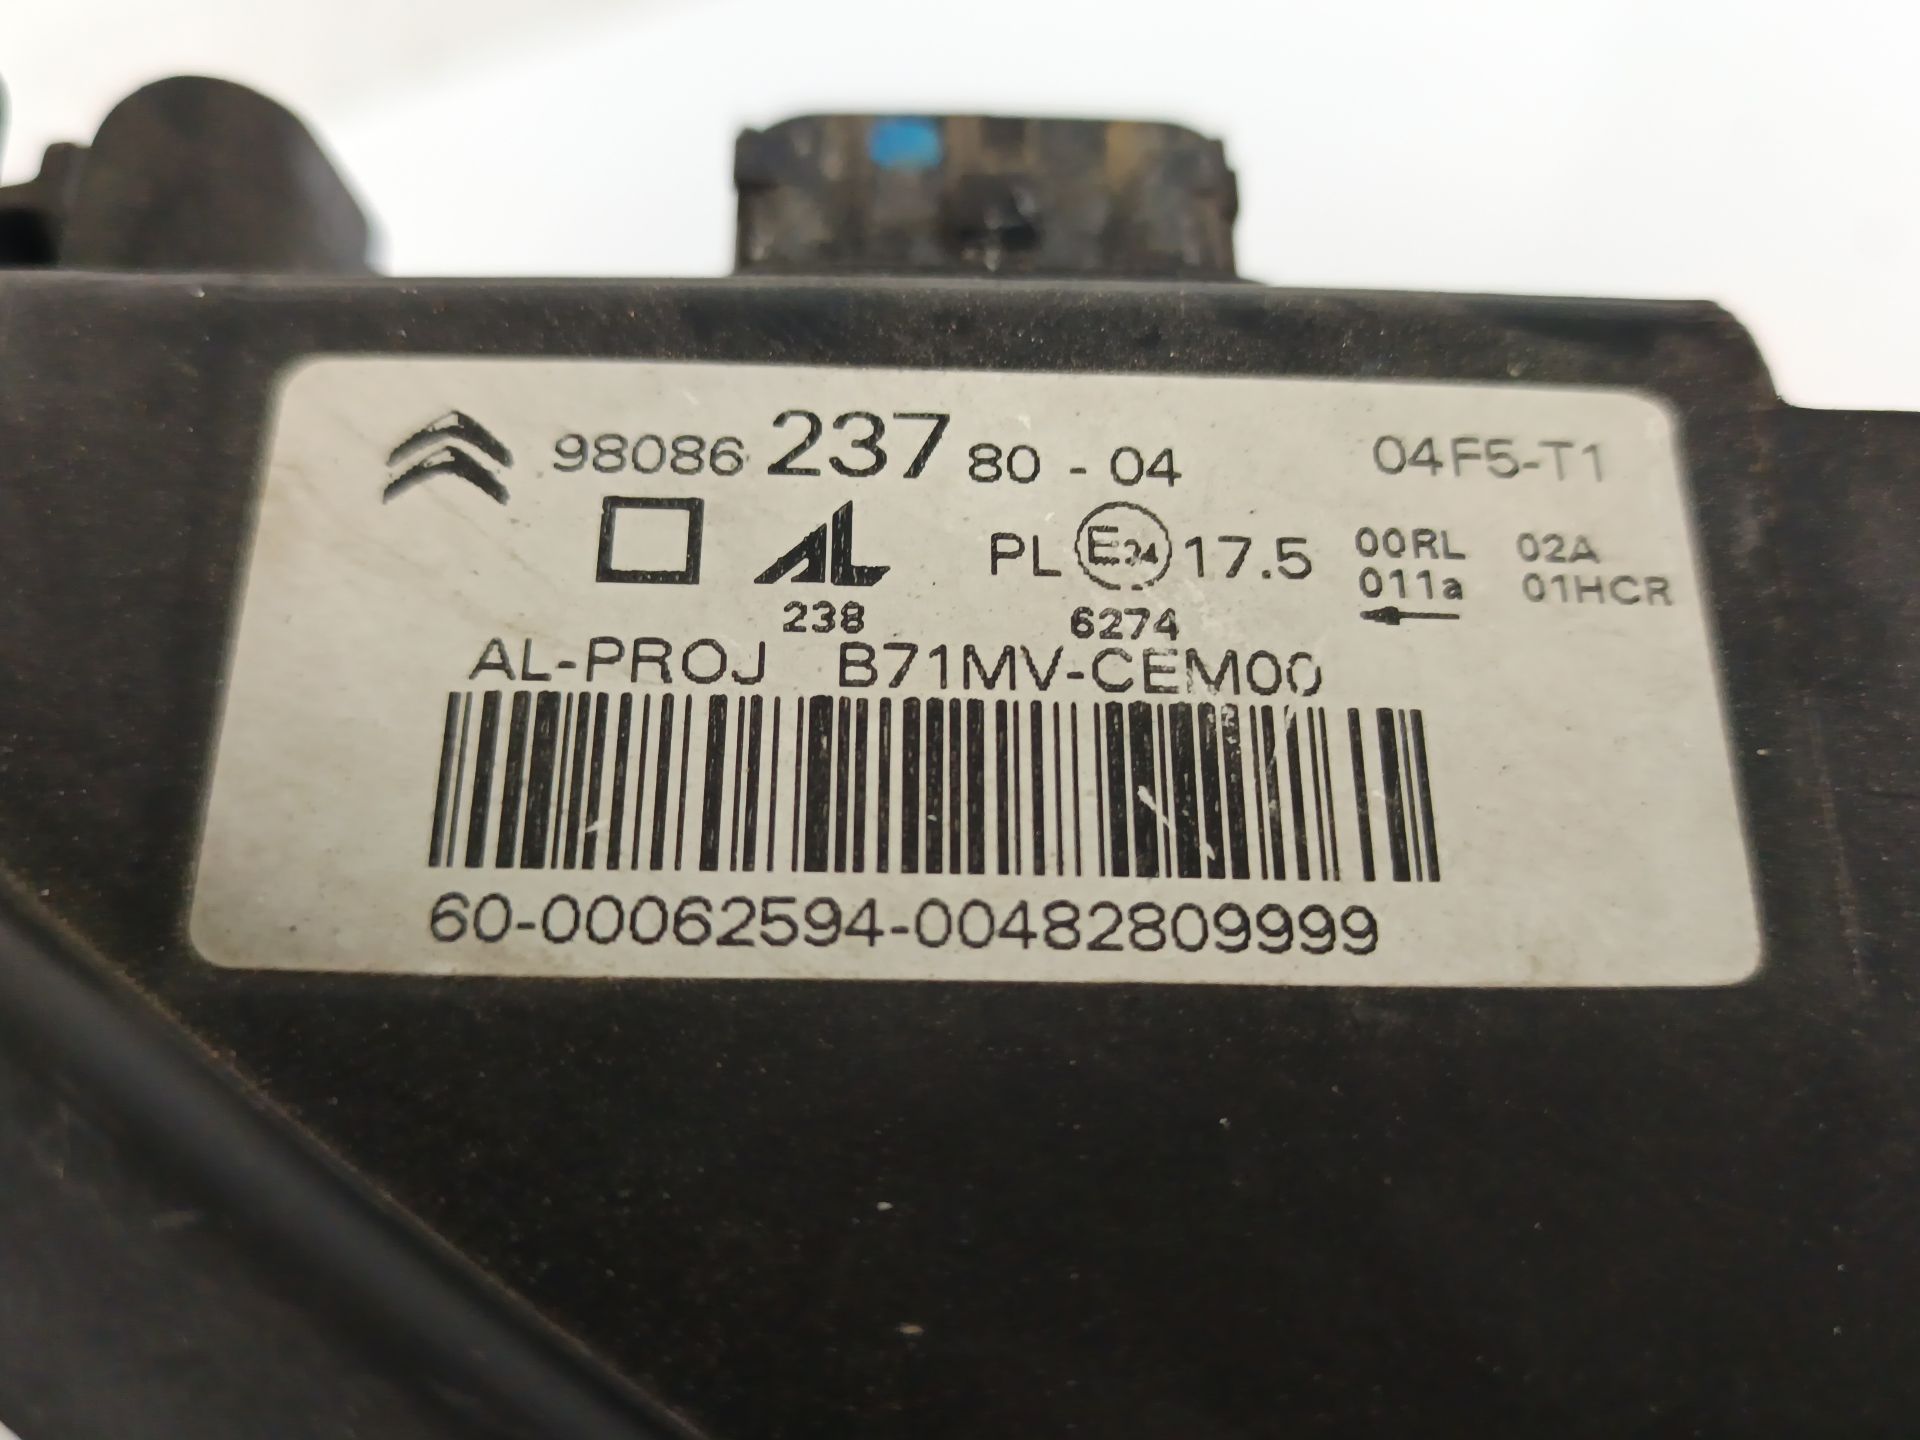 98086 237 80 - 04 04F5-T1
AL PL E24 17.5 00RL 02A
011a 01HCR
238 6274
AL-PROJ B71MV-CEM00
60-00062594-00482809999